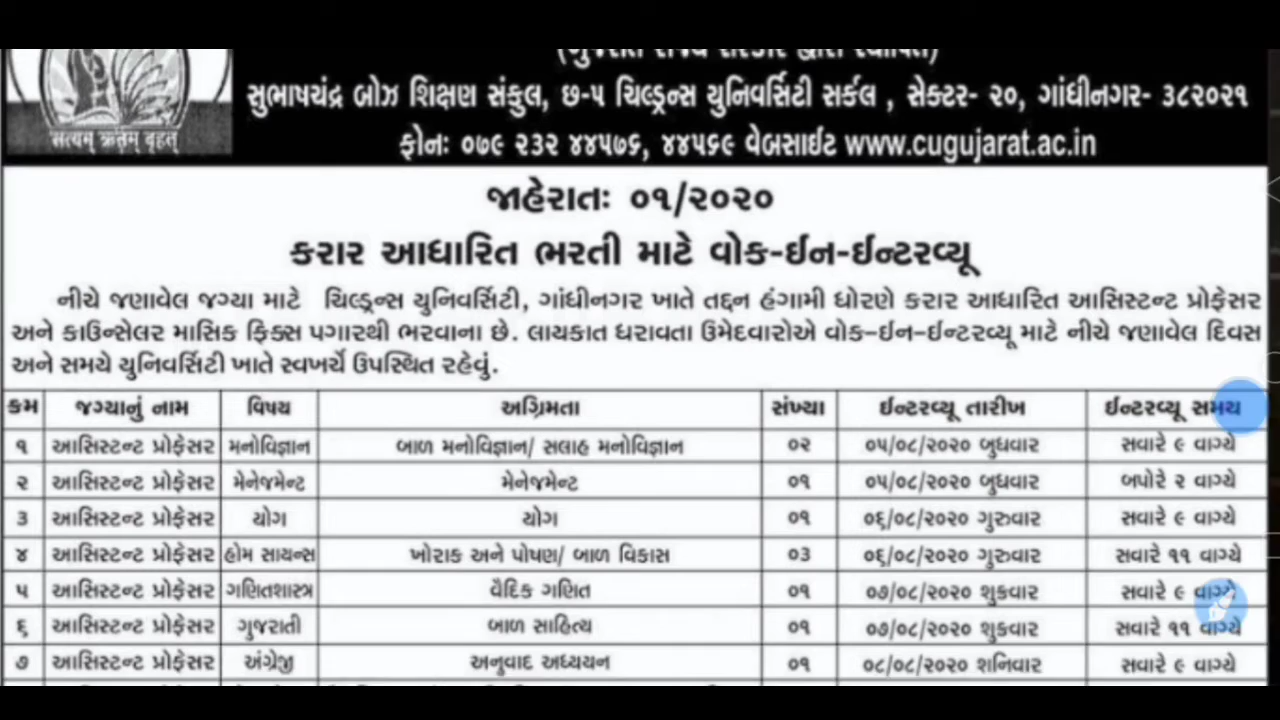 (ગુજરાત રાજ્ય સરકાર દ્વારા સ્થાપિત)
સુભાષચંદ્ર બોઝ શિક્ષણ સંકુલ, છ-૫ ચિલ્ડ્રન્સ યુનિવર્સિટી સર્કલ , સેક્ટર- ૨૦, ગાંધીનગર- ૩૮૨૦૨૧
सत्यम् ऋतम् बृहत्
ફોનઃ ૦૭૯ ૨૩૨ ૪૪૫૭૬, ૪૪૫૬૯ વેબસાઈટ www.cugujarat.ac.in
જાહેરાતઃ ૦૧/૨૦૨૦
કરાર આધારિત ભરતી માટે વોક-ઈન-ઈન્ટરવ્યૂ
નીચે જણાવેલ જગ્યા માટે ચિલ્ડ્રન્સ યુનિવર્સિટી, ગાંધીનગર ખાતે તદ્દન હંગામી ધોરણે કરાર આધારિત આસિસ્ટન્ટ પ્રોફેસર
અને કાઉન્સેલર માસિક ફિક્સ પગારથી ભરવાના છે. લાયકાત ધરાવતા ઉમેદવારોએ વોક-ઈન-ઈન્ટરવ્યૂ માટે નીચે જણાવેલ દિવસ
અને સમયે યુનિવર્સિટી ખાતે સ્વખર્ચે ઉપસ્થિત રહેવું.
ક્રમ જગ્યાનું નામ વિષય અગ્રિમતા સંખ્યા ઈન્ટરવ્યૂ તારીખ ઈન્ટરવ્યૂ સમય
૧ આસિસ્ટન્ટ પ્રોફેસર મનોવિજ્ઞાન બાળ મનોવિજ્ઞાન/ સલાહ મનોવિજ્ઞાન ૦૨ ૦૫/૦૮/૨૦૨૦ બુધવાર સવારે ૯ વાગ્યે
૨ આસિસ્ટન્ટ પ્રોફેસર મેનેજમેન્ટ મેનેજમેન્ટ ૦૧ ૦૫/૦૮/૨૦૨૦ બુધવાર બપોરે ૨ વાગ્યે
૩ આસિસ્ટન્ટ પ્રોફેસર યોગ યોગ ૦૧ ૦૬/૦૮/૨૦૨૦ ગુરૂવાર સવારે ૯ વાગ્યે
૪ આસિસ્ટન્ટ પ્રોફેસર હોમ સાયન્સ ખોરાક અને પોષણ/ બાળ વિકાસ ૦૩ ૦૬/૦૮/૨૦૨૦ ગુરૂવાર સવારે ૧૧ વાગ્યે
૫ આસિસ્ટન્ટ પ્રોફેસર ગણિતશાસ્ત્ર વૈદિક ગણિત ૦૧ ૦૭/૦૮/૨૦૨૦ શુક્રવાર સવારે ૯ વાગ્યે
૬ આસિસ્ટન્ટ પ્રોફેસર ગુજરાતી બાળ સાહિત્ય ૦૧ ૦૭/૦૮/૨૦૨૦ શુક્રવાર સવારે ૧૧ વાગ્યે
૭ આસિસ્ટન્ટ પ્રોફેસર અંગ્રેજી અનુવાદ અધ્યયન ૦૧ ૦૮/૦૮/૨૦૨૦ શનિવાર સવારે ૯ વાગ્યે